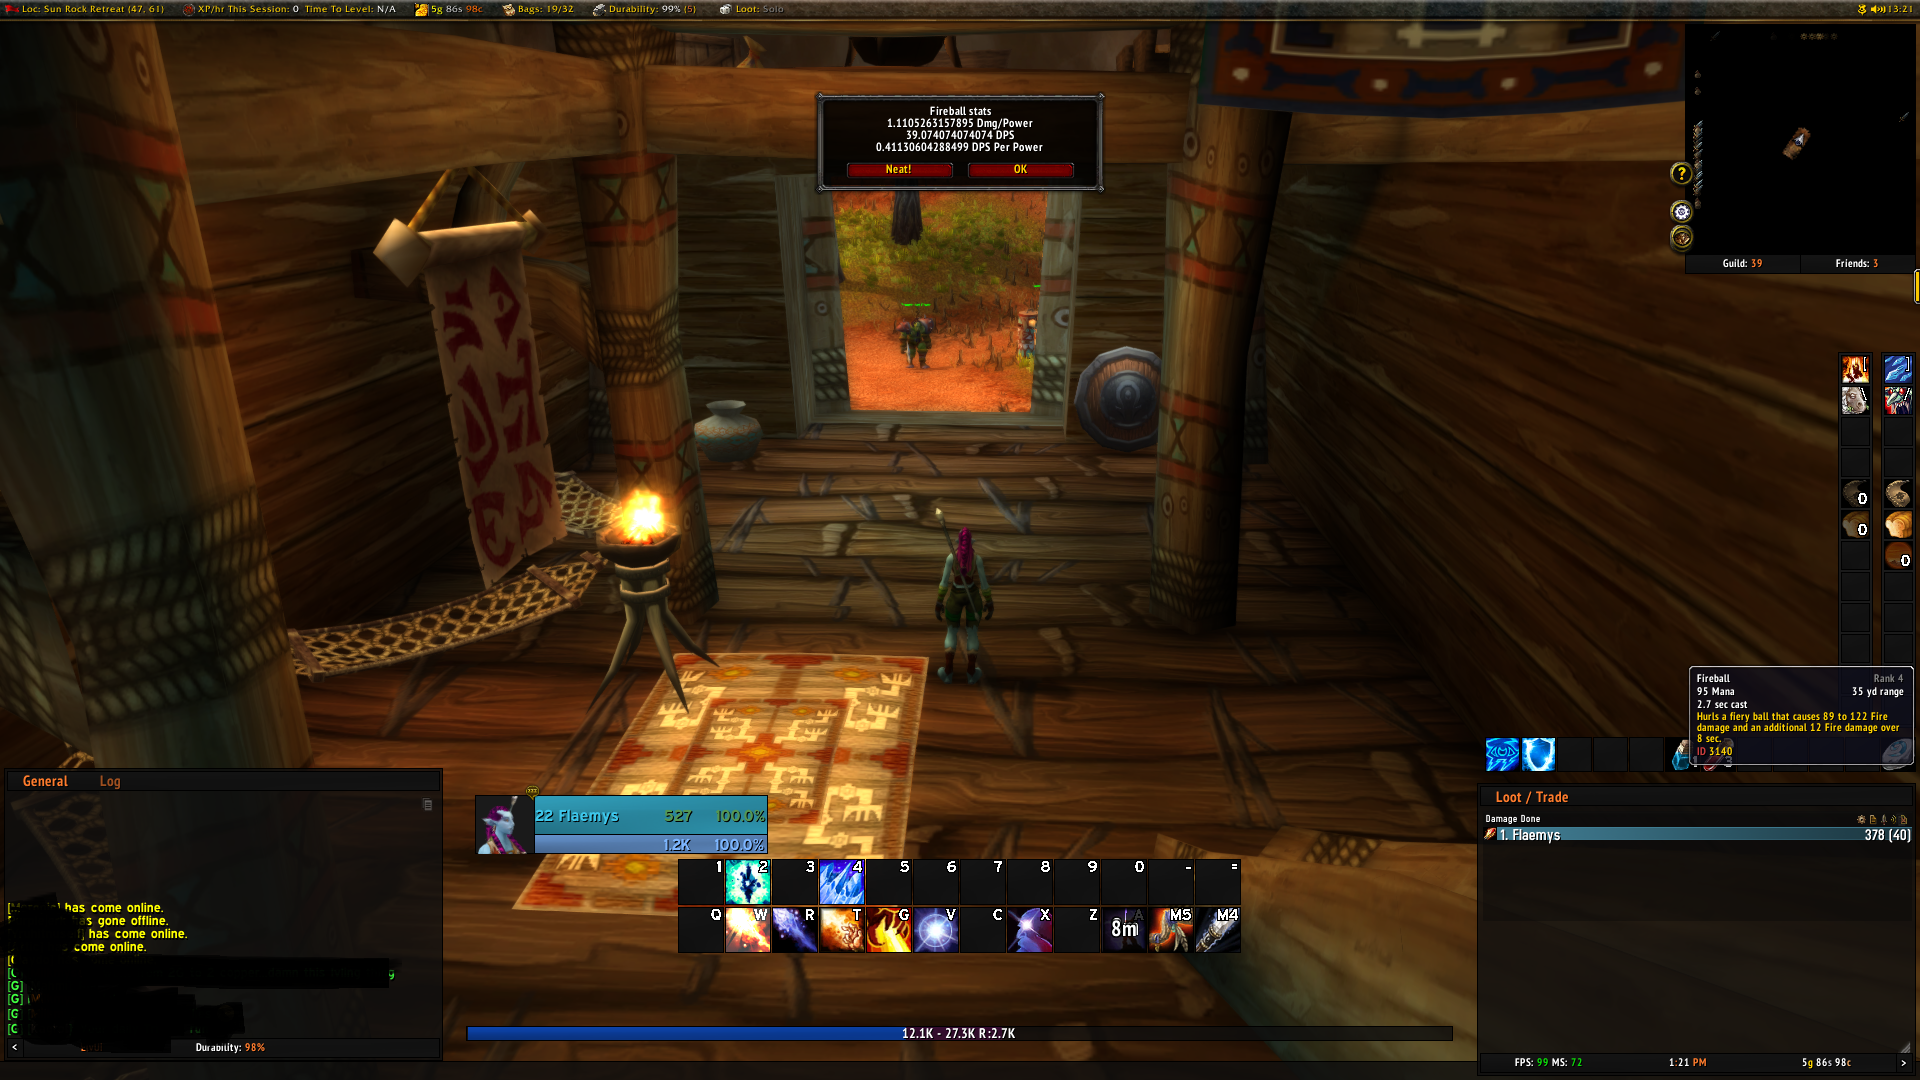 Loc: Sun Rock Retreat (47, 61) XP/hr This Session: 0 Time To Level: N/A 5g 86s 98c Bags: 19/32 Durability: 99% (5) Loot: Solo 13:21
Fireball stats
1.1105263157895 Dmg/Power
39.074074074074 DPS
0.41130604288499 DPS Per Power
Neat! OK
?
Guild: 39 Friends: 3
[ ]
0
0
0
Fireball Rank 4
95 Mana 35 yd range
2.7 sec cast
Hurls a fiery ball that causes 89 to 122 Fire
damage and an additional 12 Fire damage over
8 sec.
ID 3140
General Log
22 Flaemys 527 100.0%
1.2K 100.0%
Loot / Trade
Damage Done
1. Flaemys 378 (40)
1 2 3 4 5 6 7 8 9 0 - =
Q W R T G V C X Z A M5 M4
8m
has come online.
has gone offline.
has come online.
come online.
[G]
[G]
< Durability: 98%
12.1K - 27.3K R:2.7K
FPS: 99 MS: 72 1:21 PM 5g 86s 98c >